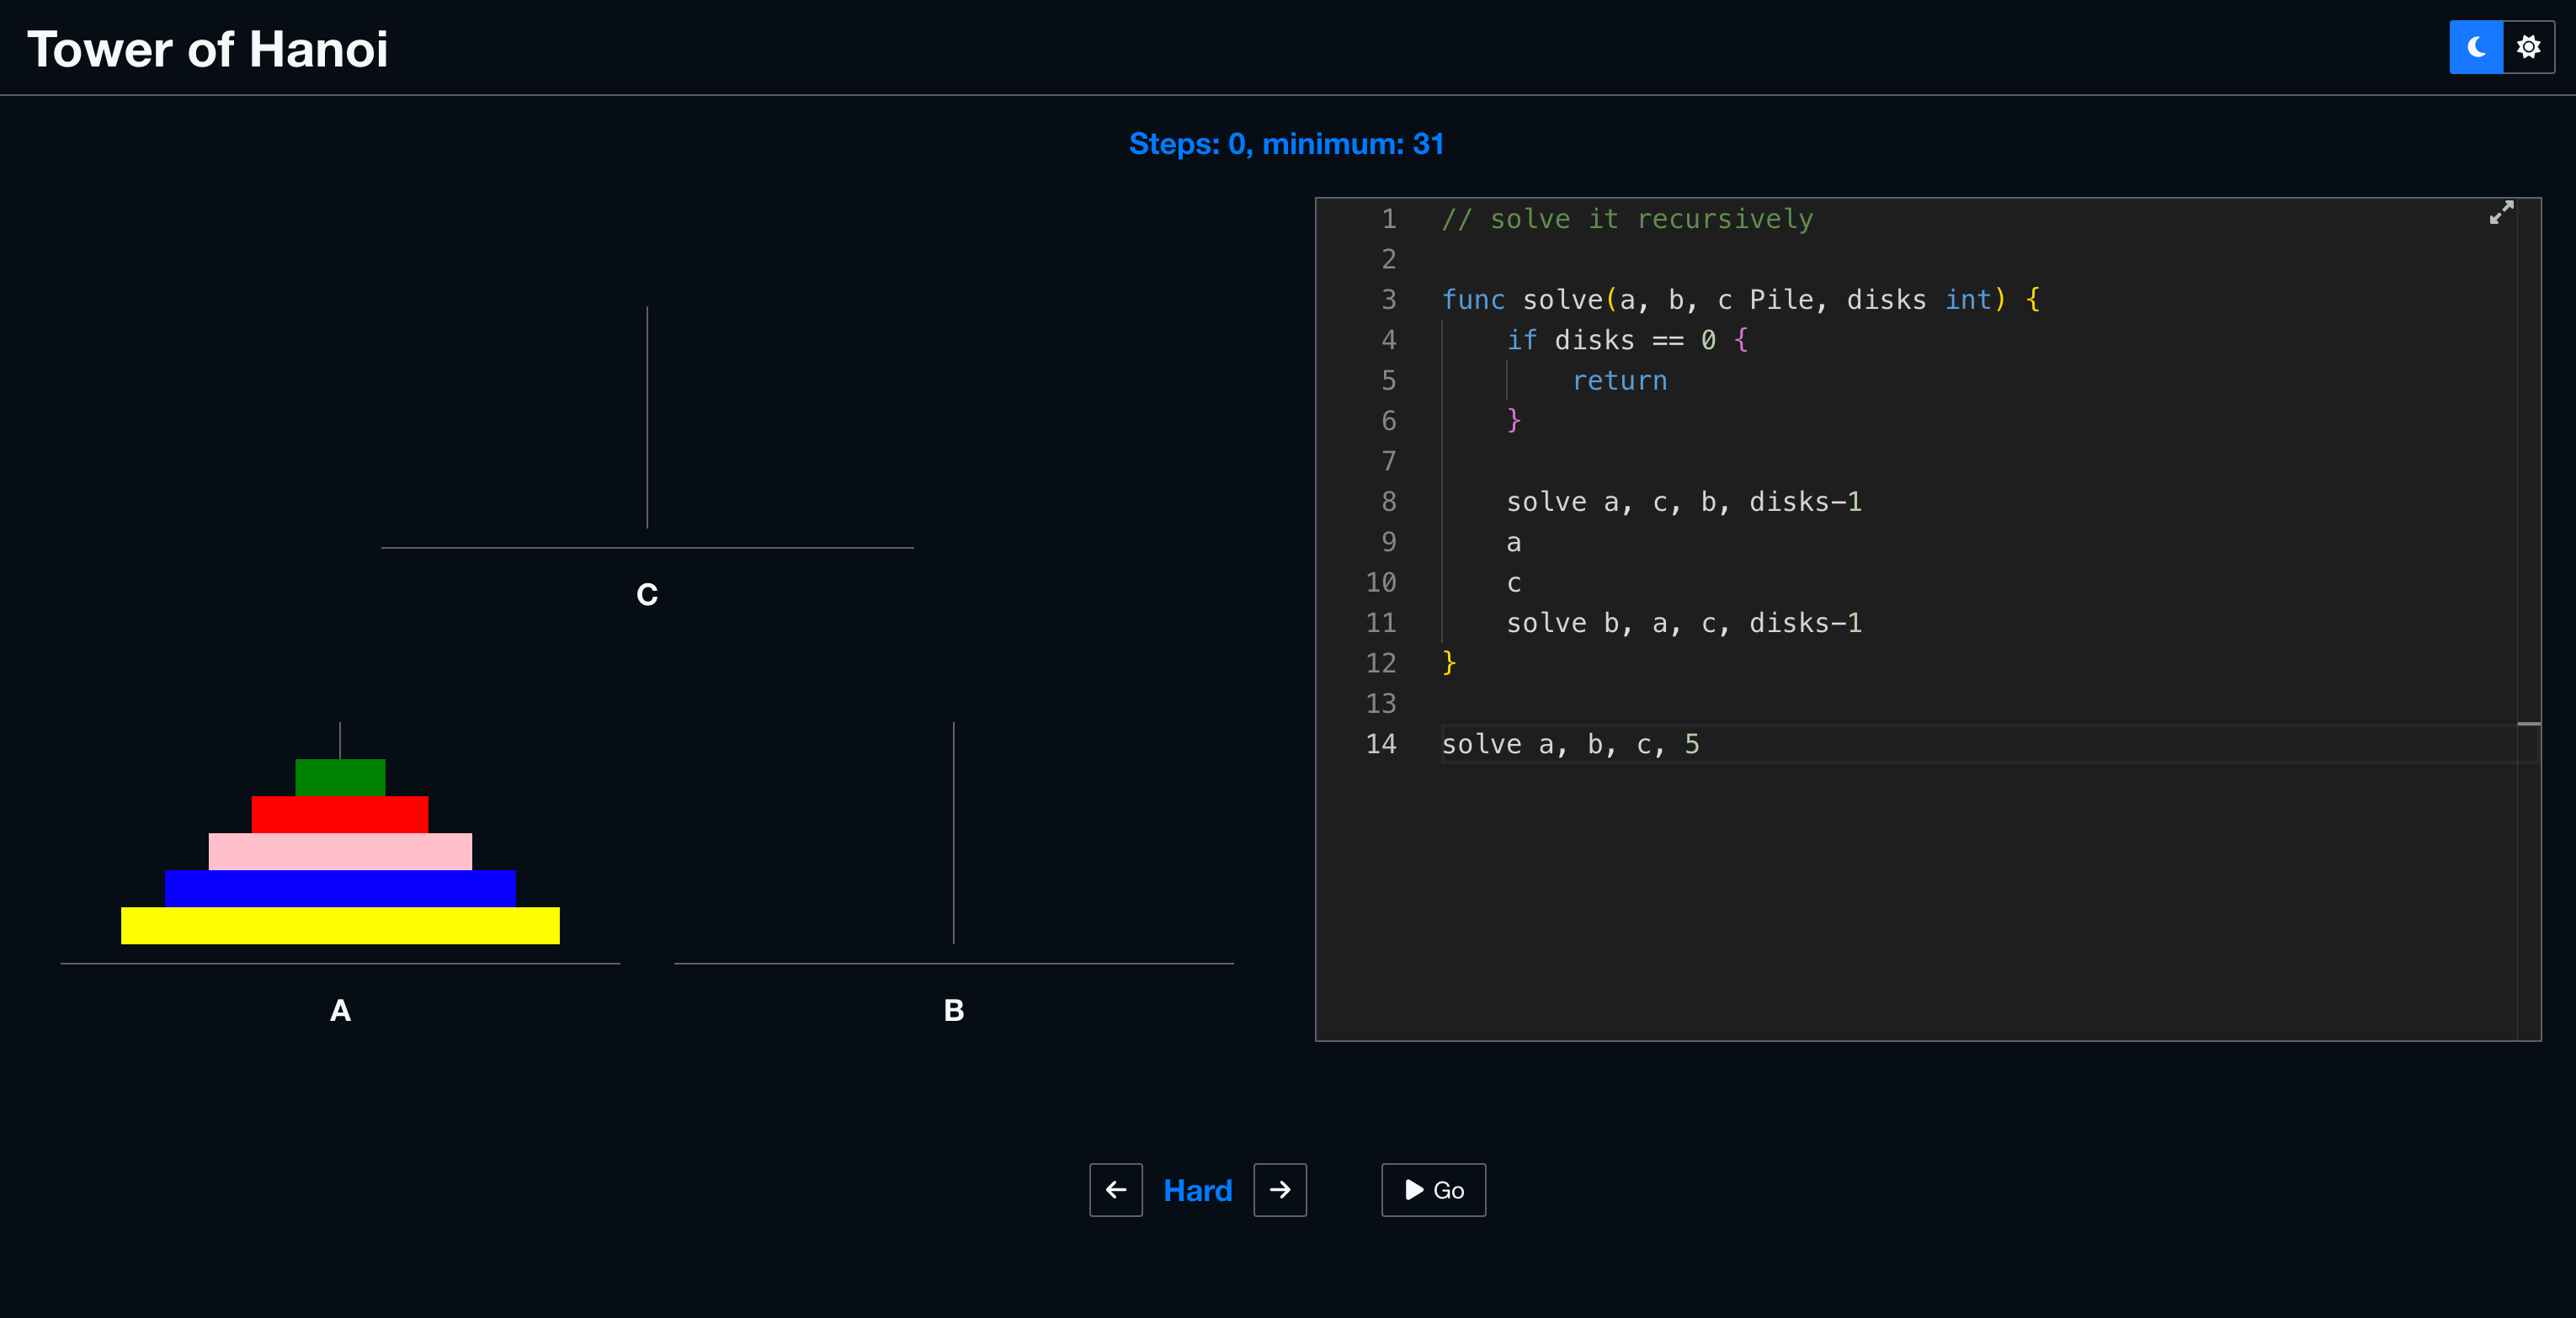 Tower of Hanoi
Steps: 0, minimum: 31
C
A
B
1 // solve it recursively
2
3 func solve(a, b, c Pile, disks int) {
4     if disks == 0 {
5         return
6     }
7
8     solve a, c, b, disks-1
9     a
10     c
11     solve b, a, c, disks-1
12 }
13
14 solve a, b, c, 5
Hard
Go